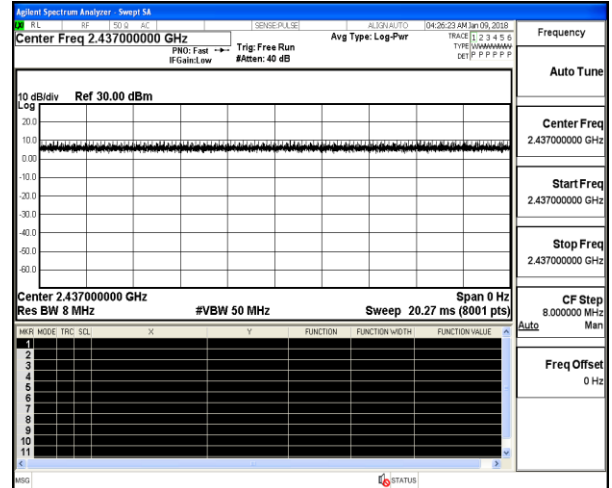 Agilent Spectrum Analyzer - Swept SA
RL RF 50 Ω AC SENSE:PULSE ALIGN AUTO 04:26:23 AM Jan 09, 2018
Center Freq 2.437000000 GHz
PNO: Fast
IFGain:Low
Trig: Free Run
#Atten: 40 dB
Avg Type: Log-Pwr
TRACE 1 2 3 4 5 6
TYPE
DET P P P P P P
10 dB/div Ref 30.00 dBm
Log
20.0
10.0
0.00
-10.0
-20.0
-30.0
-40.0
-50.0
-60.0
Center 2.437000000 GHz Span 0 Hz
Res BW 8 MHz #VBW 50 MHz Sweep 20.27 ms (8001 pts)
MKR MODE TRC SCL X Y FUNCTION FUNCTION WIDTH FUNCTION VALUE
1
2
3
4
5
6
7
8
9
10
11
MSG STATUS
Frequency
Auto Tune
Center Freq
2.437000000 GHz
Start Freq
2.437000000 GHz
Stop Freq
2.437000000 GHz
CF Step
8.000000 MHz
Auto Man
Freq Offset
0 Hz